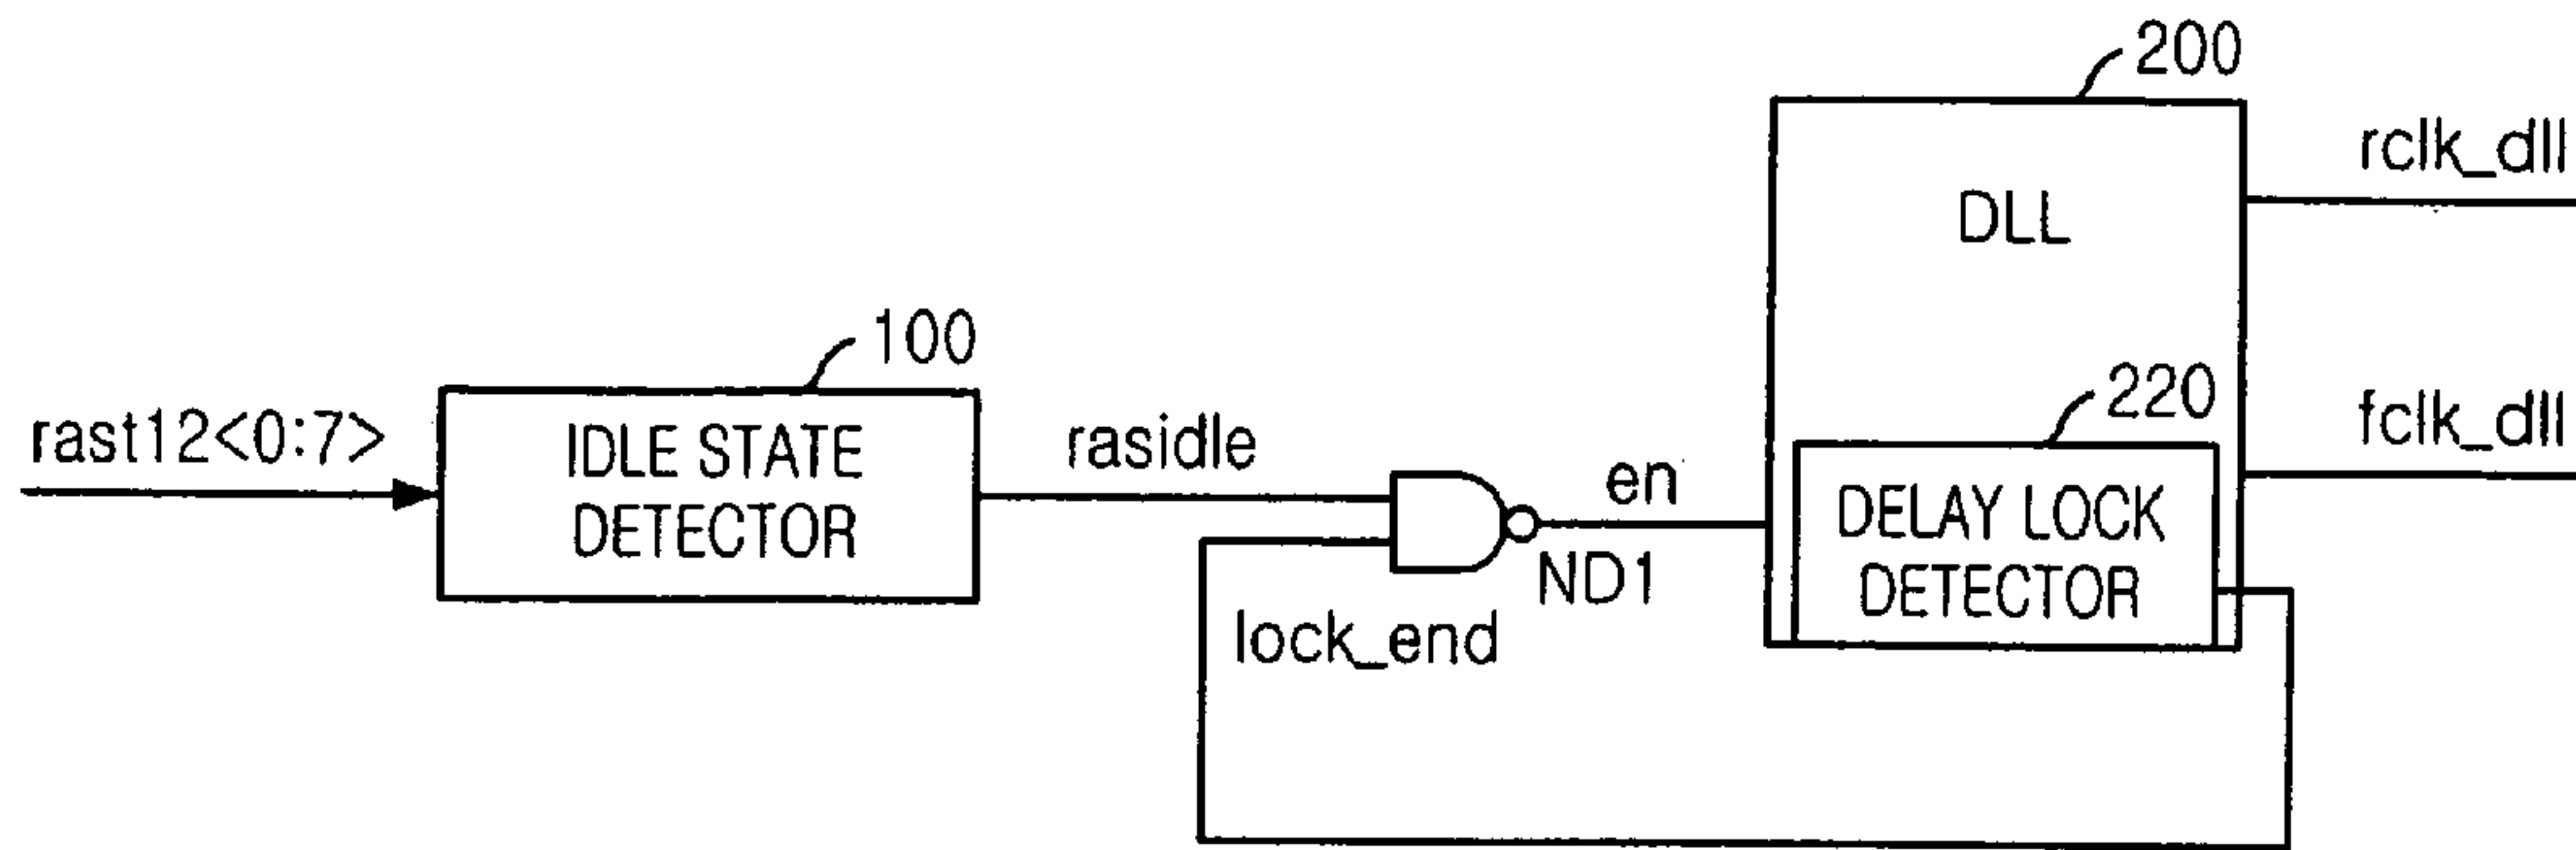 200
rclk_dll
DLL
100
220
rast12<0:7>
IDLE STATE
DETECTOR
rasidle
en
fclk_dll
DELAY LOCK
DETECTOR
ND1
lock_end